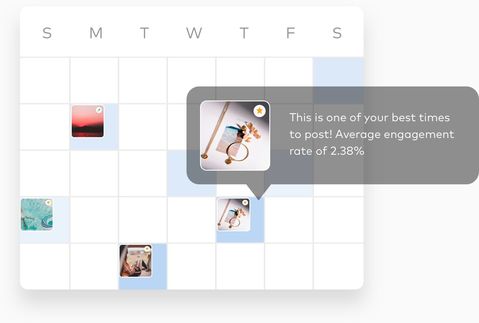 S M T W T F S
This is one of your best times
to post! Average engagement
rate of 2.38%